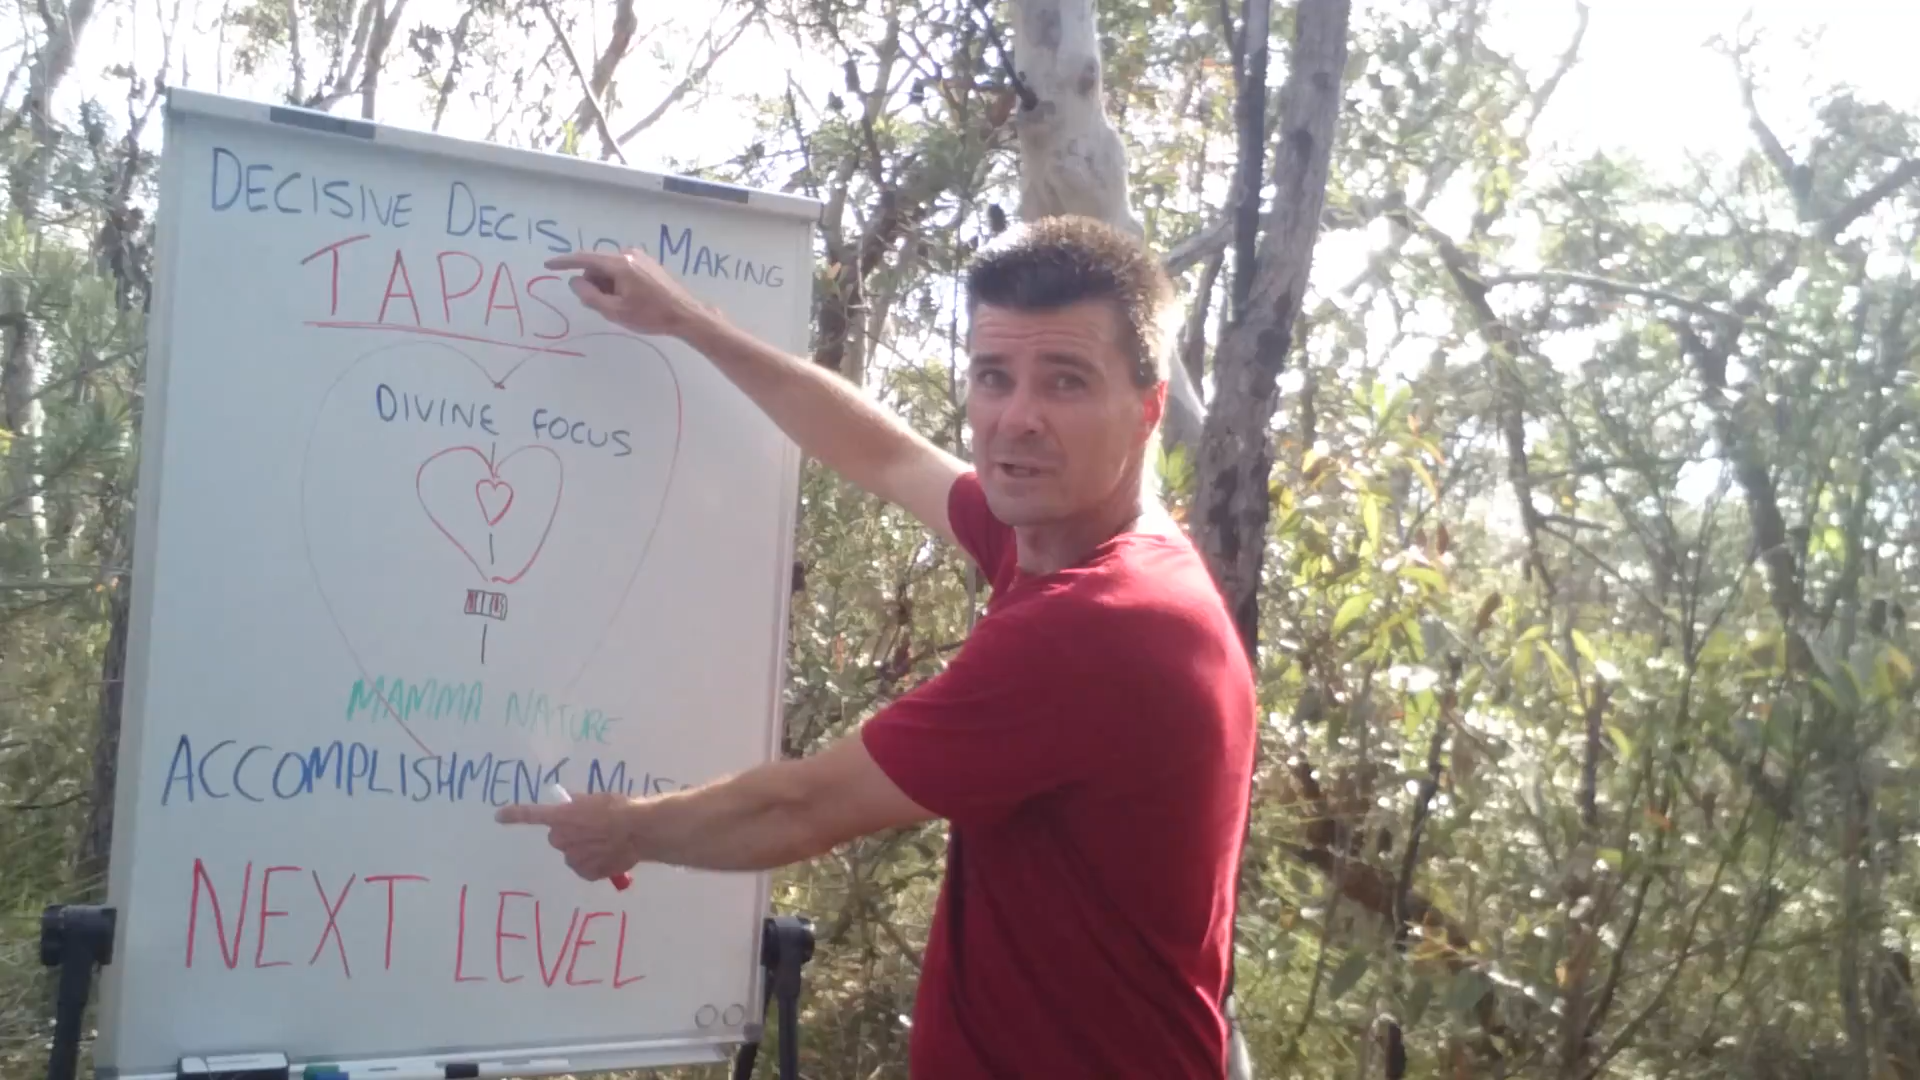 DECISIVE DECISION MAKING
TAPAS
DIVINE FOCUS
MAMMA NATURE
ACCOMPLISHMENT
NEXT LEVEL